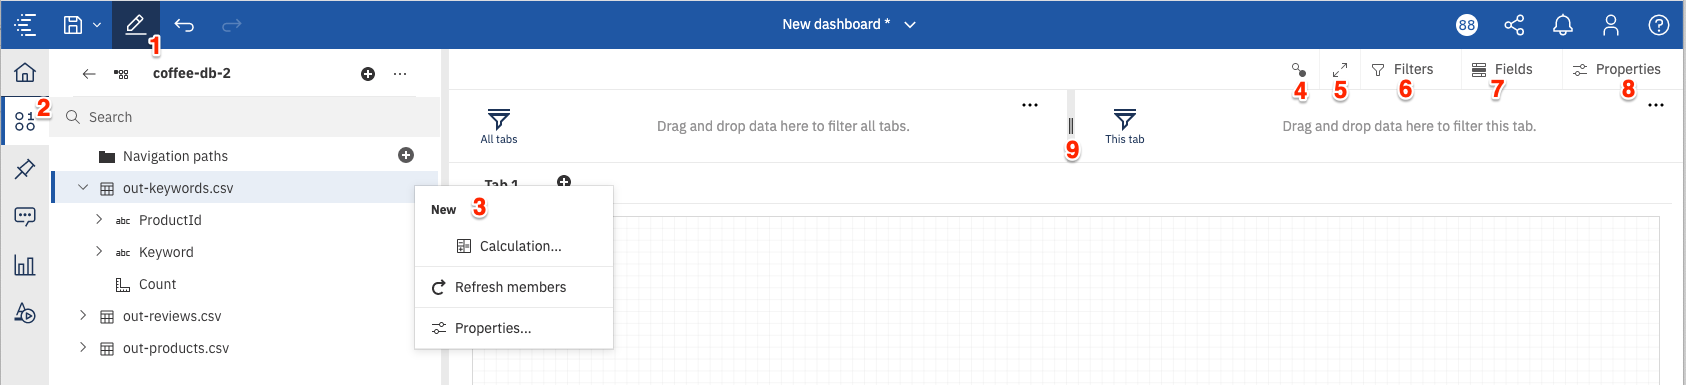 New dashboard *
88
1
coffee-db-2
Filters
Fields
Properties
2
4
5
6
7
8
Search
All tabs
Drag and drop data here to filter all tabs.
This tab
Drag and drop data here to filter this tab.
9
Navigation paths
out-keywords.csv
Tab 1
New
3
abc ProductId
Calculation...
abc Keyword
Count
Refresh members
out-reviews.csv
Properties...
out-products.csv